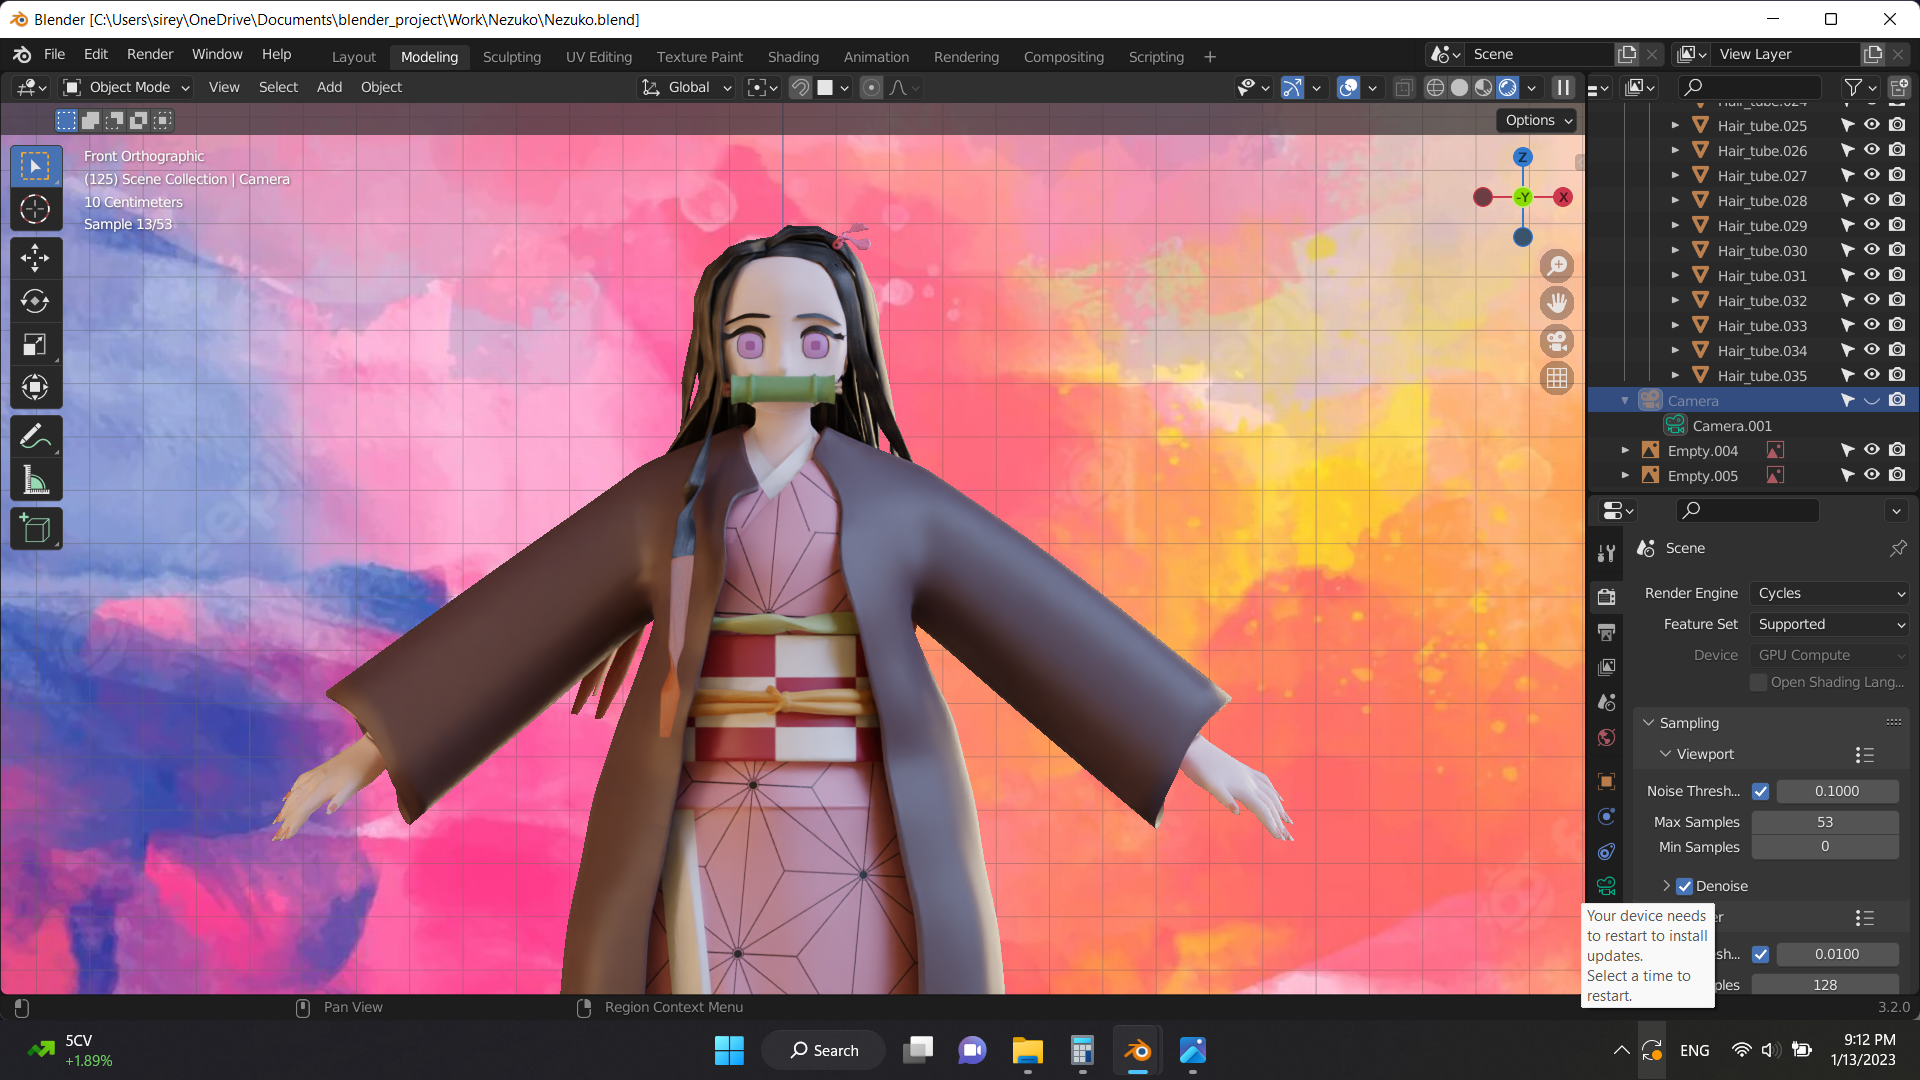 Blender [C:\Users\sirey\OneDrive\Documents\blender_project\Work\Nezuko\Nezuko.blend]
File Edit Render Window Help
Layout Modeling Sculpting UV Editing Texture Paint Shading Animation Rendering Compositing Scripting
Scene
View Layer
Object Mode View Select Add Object
Global
Options
Front Orthographic
(125) Scene Collection | Camera
10 Centimeters
Sample 13/53
Z
-Y
X
Hair_tube.024
Hair_tube.025
Hair_tube.026
Hair_tube.027
Hair_tube.028
Hair_tube.029
Hair_tube.030
Hair_tube.031
Hair_tube.032
Hair_tube.033
Hair_tube.034
Hair_tube.035
Camera
Camera.001
Empty.004
Empty.005
Scene
Render Engine Cycles
Feature Set Supported
Device GPU Compute
Open Shading Lang...
Sampling
Viewport
Noise Thresh... 0.1000
Max Samples 53
Min Samples 0
Denoise
er
sh... 0.0100
ples 128
Your device needs
to restart to install
updates.
Select a time to
restart.
Pan View
Region Context Menu
3.2.0
5CV
+1.89%
Search
ENG
9:12 PM
1/13/2023